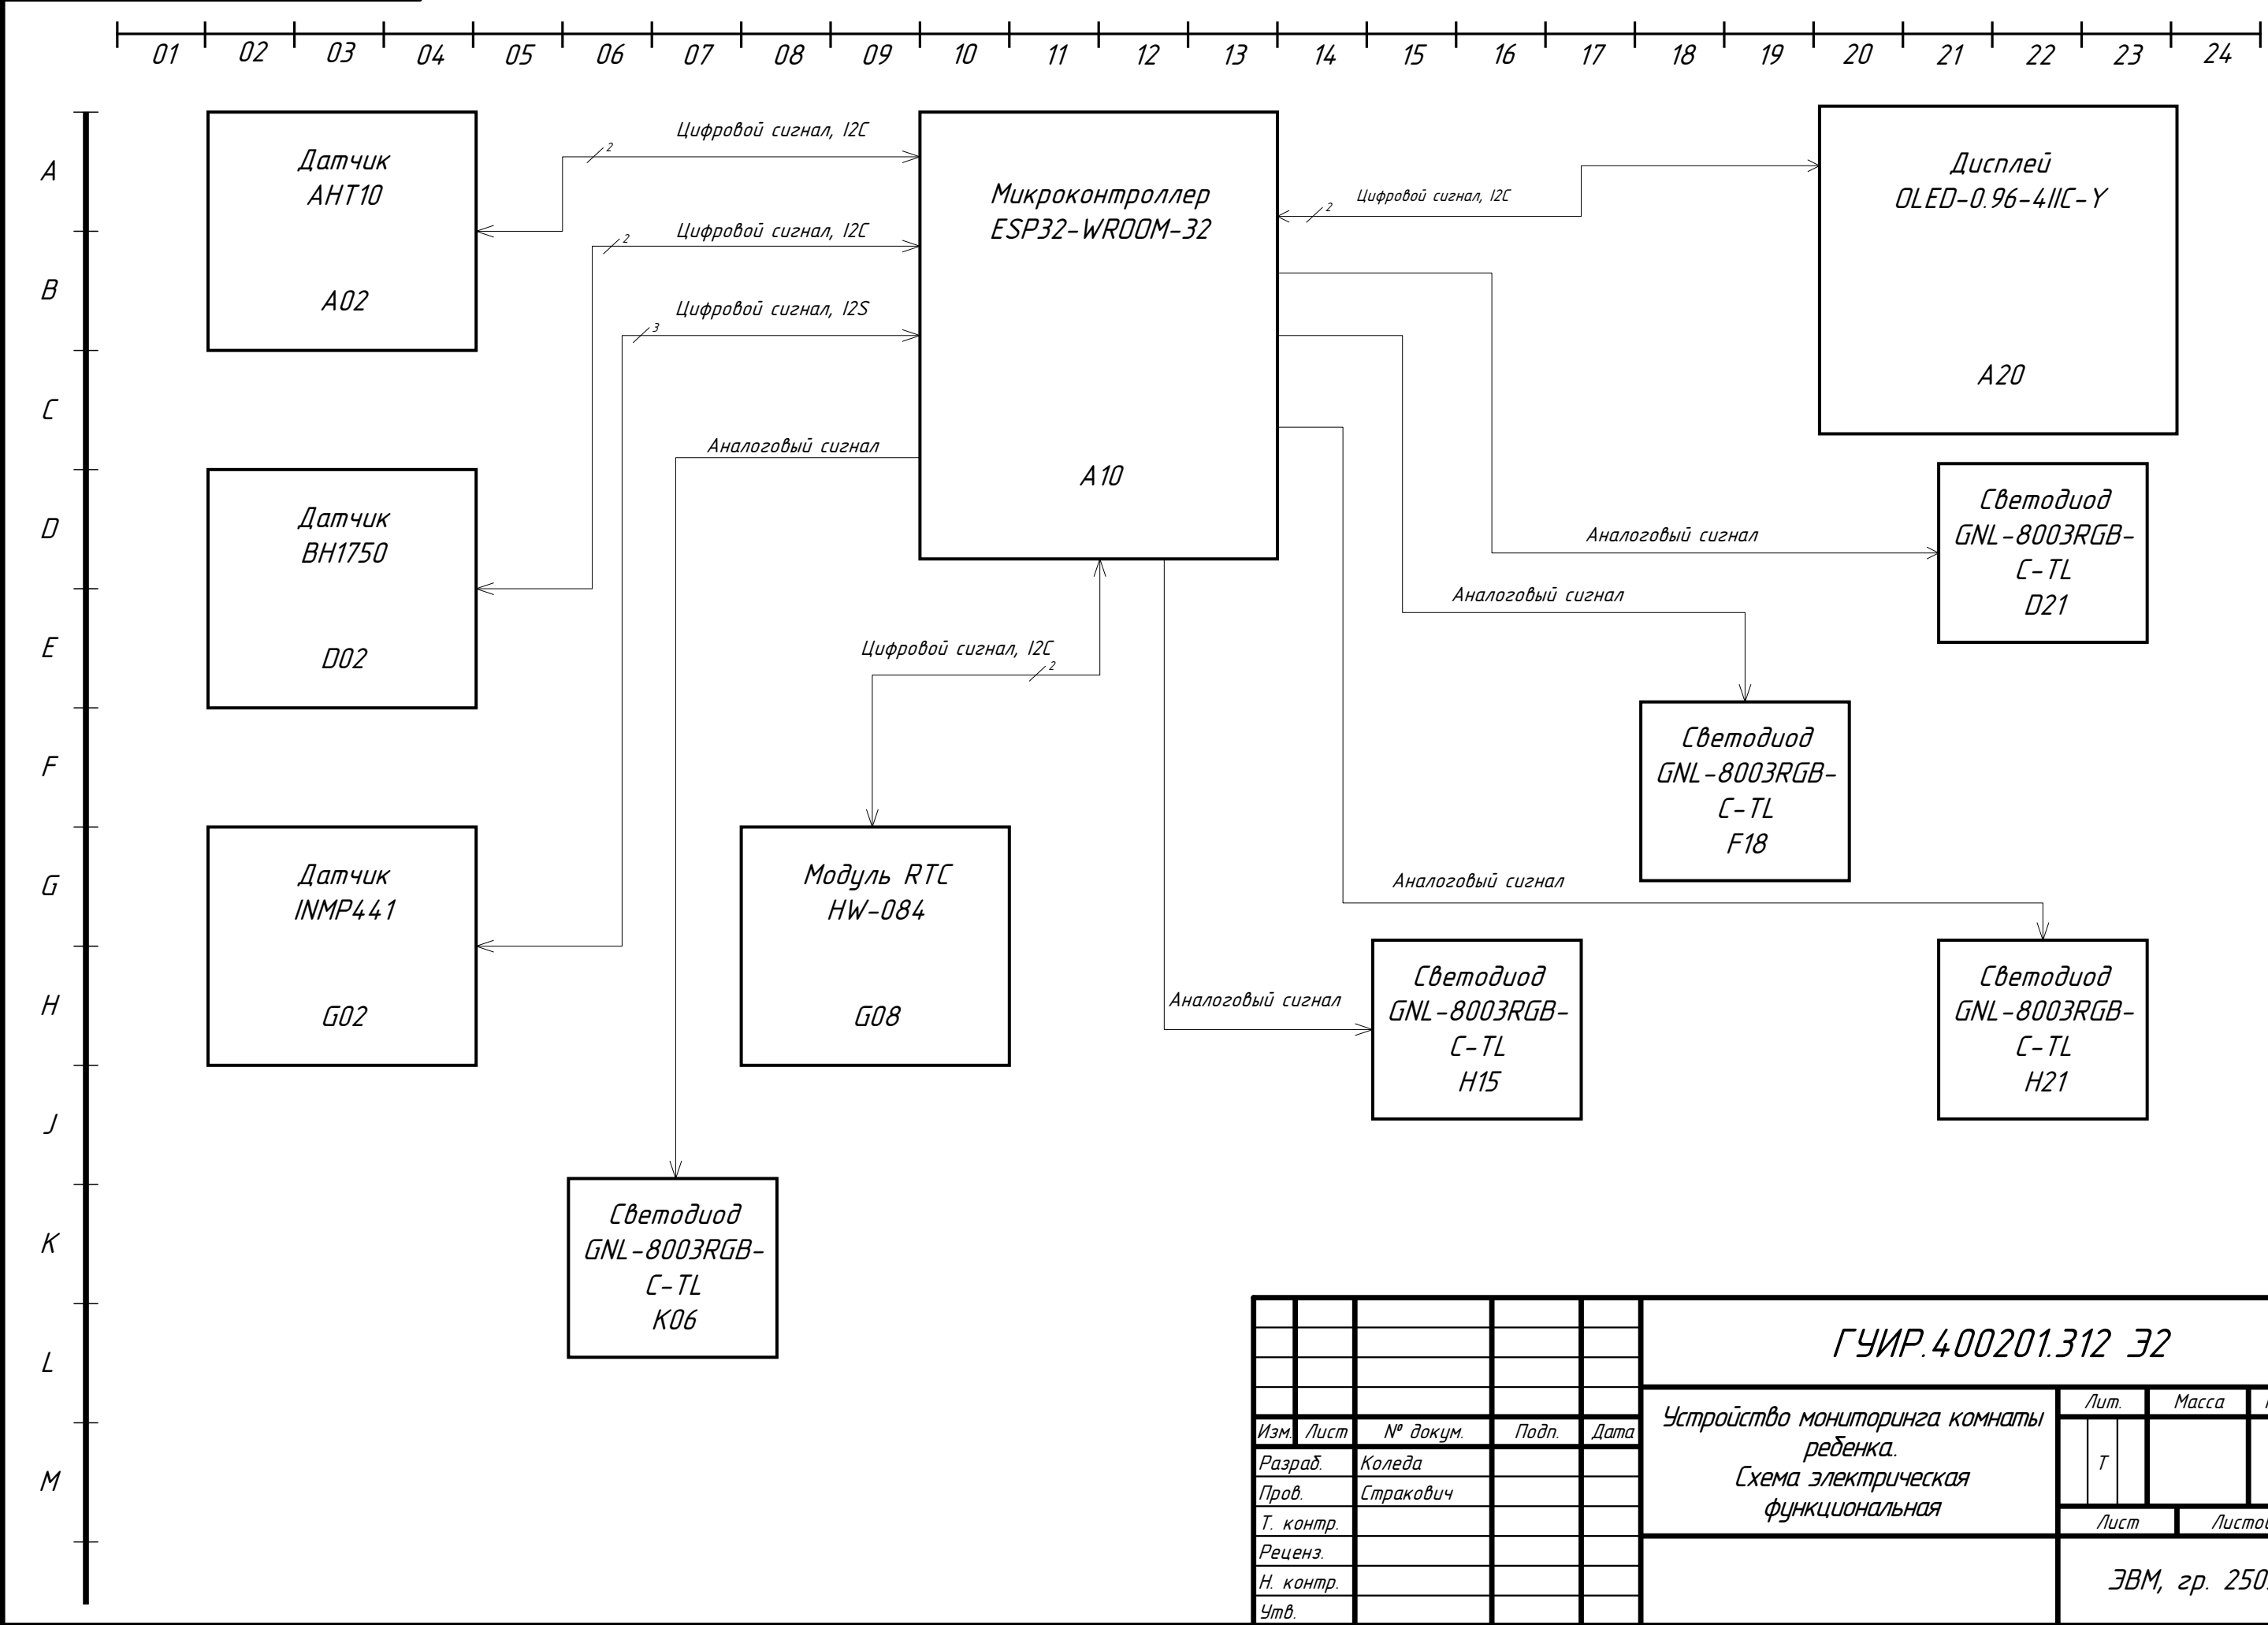 01 02 03 04 05 06 07 08 09 10 11 12 13 14 15 16 17 18 19 20 21 22 23 24
A
B
C
D
E
F
G
H
J
K
L
M
Датчик
AHT10
A02
Цифровой сигнал, I2C
2
Цифровой сигнал, I2C
2
Цифровой сигнал, I2S
3
Аналоговый сигнал
Микроконтроллер
ESP32-WROOM-32
A10
Цифровой сигнал, I2C
2
Дисплей
OLED-0.96-4IIC-Y
A20
Датчик
BH1750
D02
Аналоговый сигнал
Светодиод
GNL-8003RGB-
C-TL
D21
Аналоговый сигнал
Цифровой сигнал, I2C
2
Светодиод
GNL-8003RGB-
C-TL
F18
Датчик
INMP441
G02
Модуль RTC
HW-084
G08
Аналоговый сигнал
Аналоговый сигнал
Светодиод
GNL-8003RGB-
C-TL
H15
Светодиод
GNL-8003RGB-
C-TL
H21
Светодиод
GNL-8003RGB-
C-TL
K06
ГУИР.400201.312 Э2
Изм. Лист № докум. Подп. Дата
Разраб. Коледа
Пров. Стракович
Т. контр.
Реценз.
Н. контр.
Утв.
Устройство мониторинга комнаты
ребенка.
Схема электрическая
функциональная
Лит. Масса
Т
Лист
ЭВМ, гр.